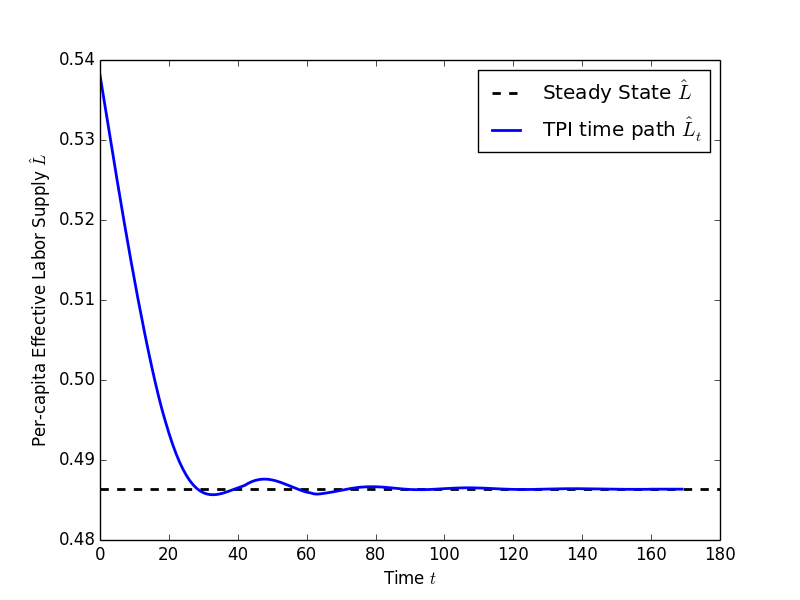 Steady State L̂
TPI time path L̂ₜ
Per-capita Effective Labor Supply L̂
0.54
0.53
0.52
0.51
0.50
0.49
0.48
0 20 40 60 80 100 120 140 160 180
Time t